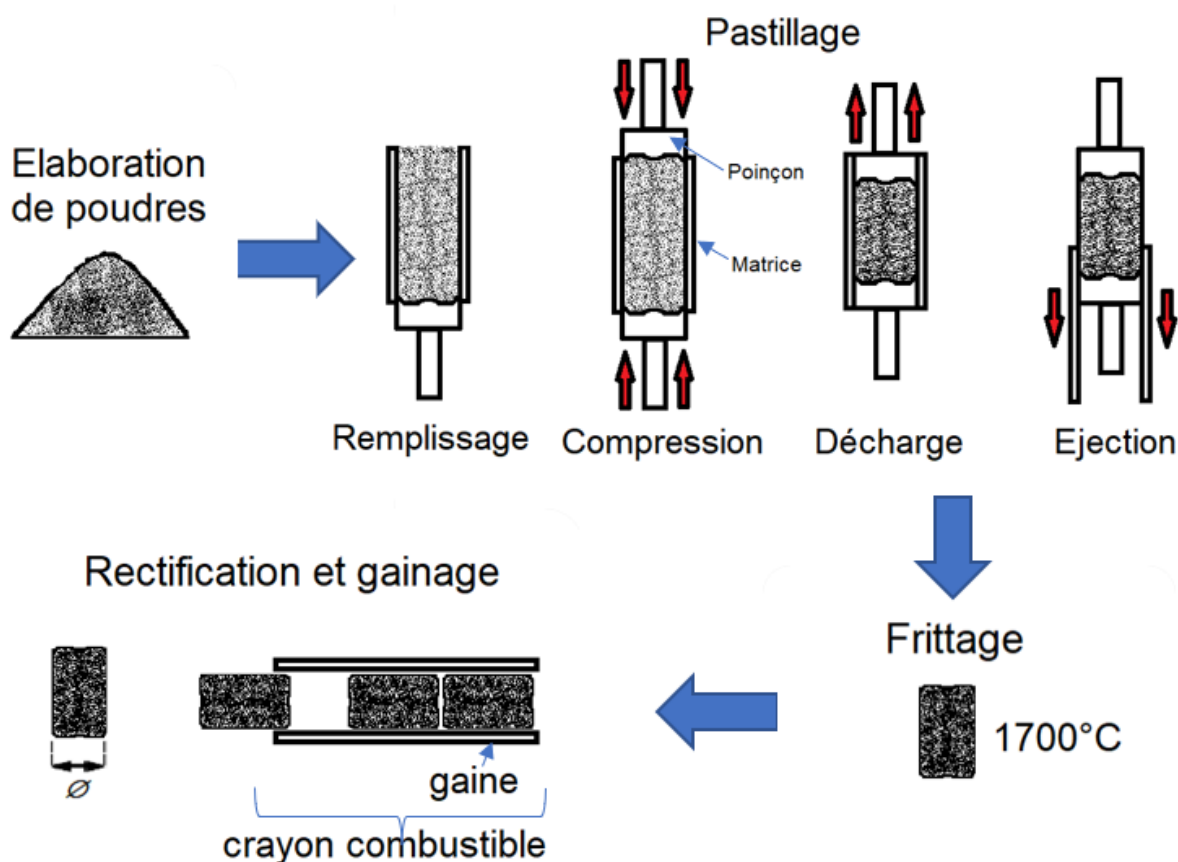 Pastillage
Elaboration
de poudres
Poinçon
Matrice
Remplissage
Compression
Décharge
Ejection
Rectification et gainage
Frittage
1700°C
gaine
Ø
crayon combustible